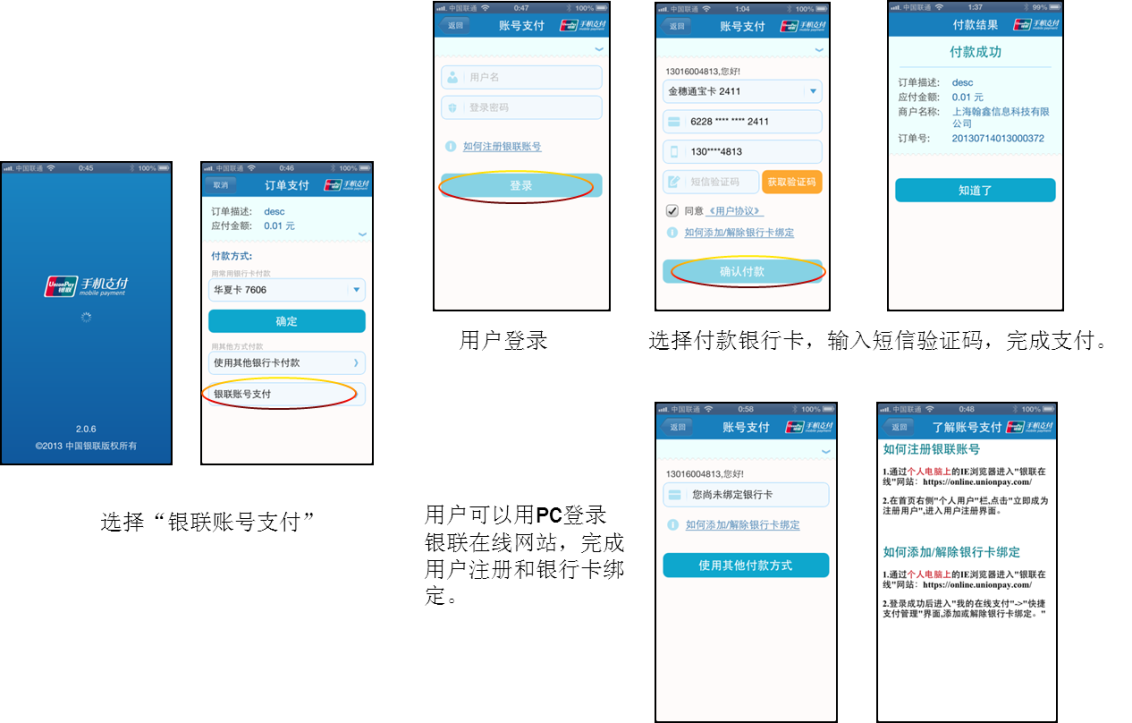 中国联通 0:45 100%
UnionPay 银联 手机支付
mobile payment
2.0.6
©2013 中国银联版权所有
中国联通 0:46 100%
取消 订单支付 手机支付
订单描述: desc
应付金额: 0.01 元
付款方式:
用常用银行卡付款
华夏卡 7606
确定
用其他方式付款
使用其他银行卡付款
银联账号支付
选择“银联账号支付”
中国联通 0:47 100%
返回 账号支付 手机支付
用户名
登录密码
如何注册银联账号
登录
用户登录
中国联通 1:04 100%
返回 账号支付 手机支付
13016004813,您好!
金穗通宝卡 2411
6228 **** **** 2411
130****4813
短信验证码 获取验证码
同意 《用户协议》
如何添加/解除银行卡绑定
确认付款
中国联通 1:37 99%
付款结果 手机支付
付款成功
订单描述: desc
应付金额: 0.01 元
商户名称: 上海翰鑫信息科技有限
公司
订单号: 20130714013000372
知道了
选择付款银行卡，输入短信验证码，完成支付。
用户可以用PC登录
银联在线网站，完成
用户注册和银行卡绑
定。
中国联通 0:58 100%
返回 账号支付 手机支付
13016004813,您好!
您尚未绑定银行卡
如何添加/解除银行卡绑定
使用其他付款方式
中国联通 0:48 100%
返回 了解账号支付 手机支付
如何注册银联账号
1.通过个人电脑上的IE浏览器进入"银联在
线"网站：https://online.unionpay.com/
2.在首页右侧"个人用户"栏,点击"立即成为
注册用户",进入用户注册界面。
如何添加/解除银行卡绑定
1.通过个人电脑上的IE浏览器进入"银联在
线"网站：https://online.unionpay.com/
2.登录成功后进入"我的在线支付"->"快捷
支付管理"界面,添加或解除银行卡绑定。"